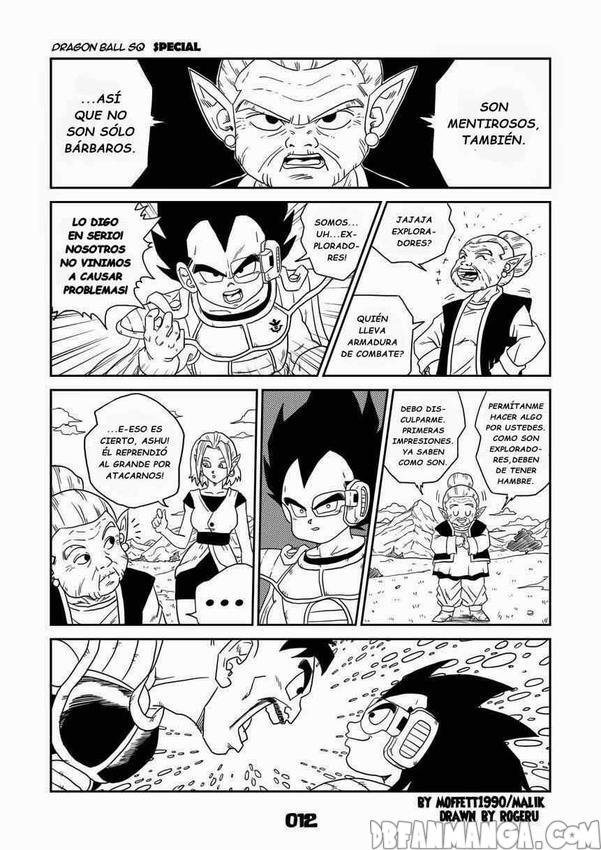 DRAGON BALL SQ SPECIAL
...ASÍ
QUE NO
SON SÓLO
BÁRBAROS.
SON
MENTIROSOS,
TAMBIÉN.
LO DIGO
EN SERIO! NOSOTROS
NO VINIMOS
A CAUSAR
PROBLEMAS!
SOMOS...
UH...EX-
PLORADO-
RES!
JAJAJA
EXPLORA-
DORES?
QUIÉN
LLEVA
ARMADURA
DE COMBATE?
E-ESO ES
CIERTO, ASHU!
ÉL REPRENDIÓ
AL GRANDE POR
ATACARNOS!
...
DEBO DIS-
CULPARME.
PRIMERAS
IMPRESIONES.
YA SABEN
COMO SON.
PERMÍTANME
HACER ALGO
POR USTEDES.
COMO SON
EXPLORADO-
RES,DEBEN
DE TENER
HAMBRE.
BY MOFFETT1990/MALIK
DRAWN BY ROGERU
012
DBFANMANGA.COM